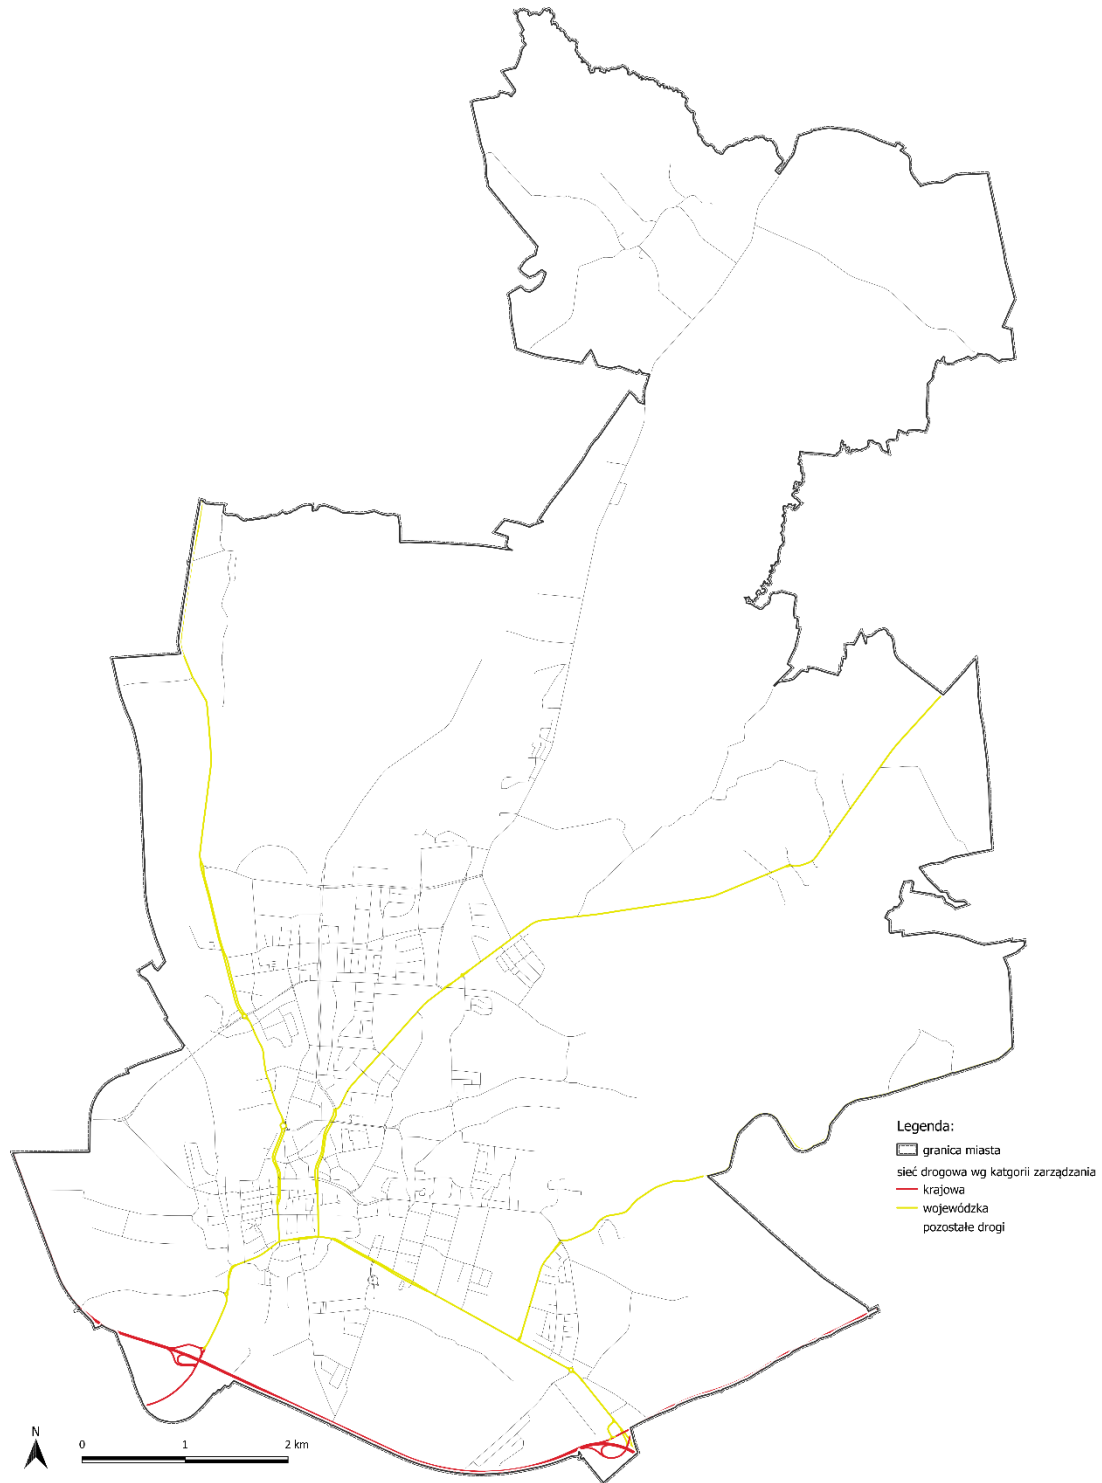 Legenda:
granica miasta
sieć drogowa wg katgorii zarządzania
krajowa
wojewódzka
pozostałe drogi
N
0 1 2 km